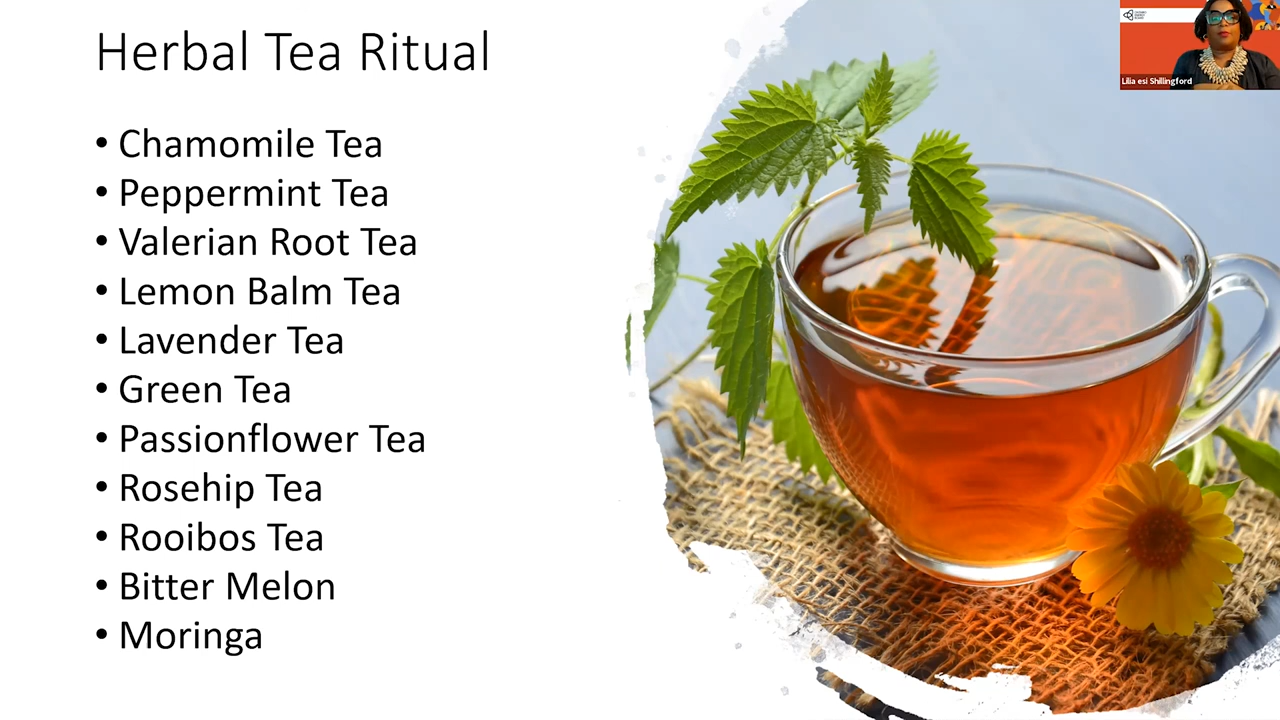 Herbal Tea Ritual
• Chamomile Tea
• Peppermint Tea
• Valerian Root Tea
• Lemon Balm Tea
• Lavender Tea
• Green Tea
• Passionflower Tea
• Rosehip Tea
• Rooibos Tea
• Bitter Melon
• Moringa
Lilia esi Shillingford